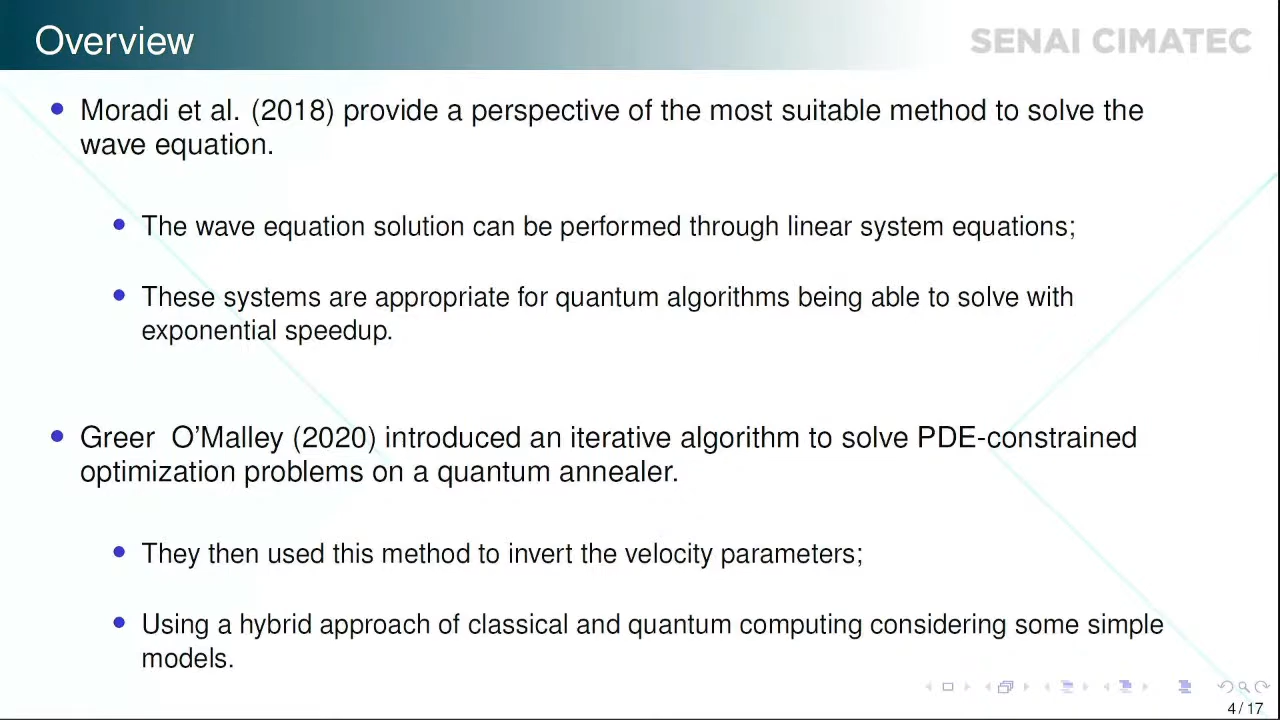 Overview
SENAI CIMATEC
Moradi et al. (2018) provide a perspective of the most suitable method to solve the
wave equation.
The wave equation solution can be performed through linear system equations;
These systems are appropriate for quantum algorithms being able to solve with
exponential speedup.
Greer  O'Malley (2020) introduced an iterative algorithm to solve PDE-constrained
optimization problems on a quantum annealer.
They then used this method to invert the velocity parameters;
Using a hybrid approach of classical and quantum computing considering some simple
models.
4 / 17